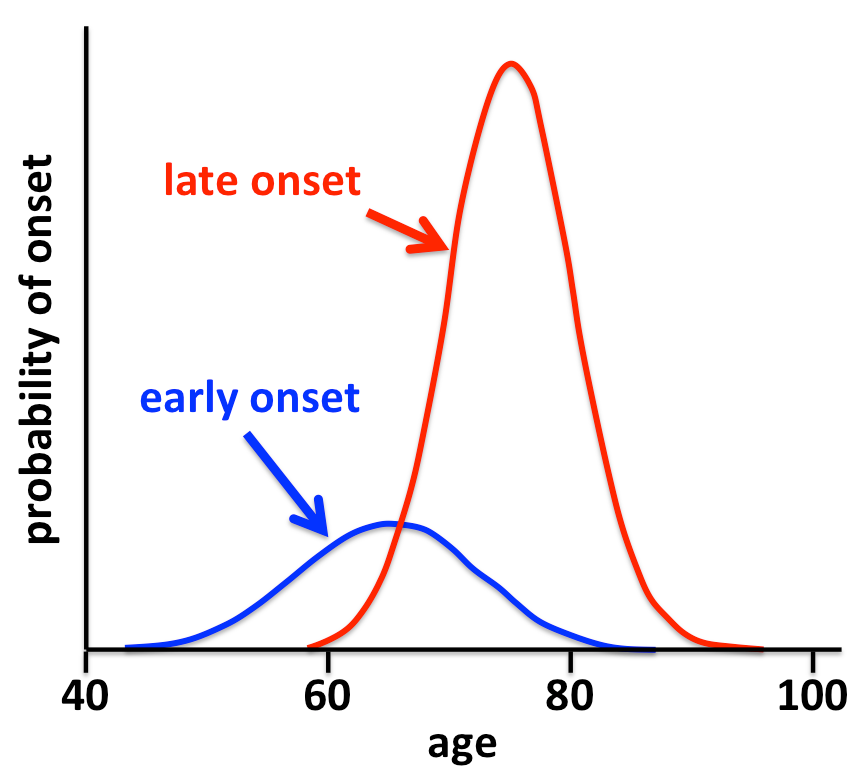 probability of onset
late onset
early onset
40 60 80 100
age